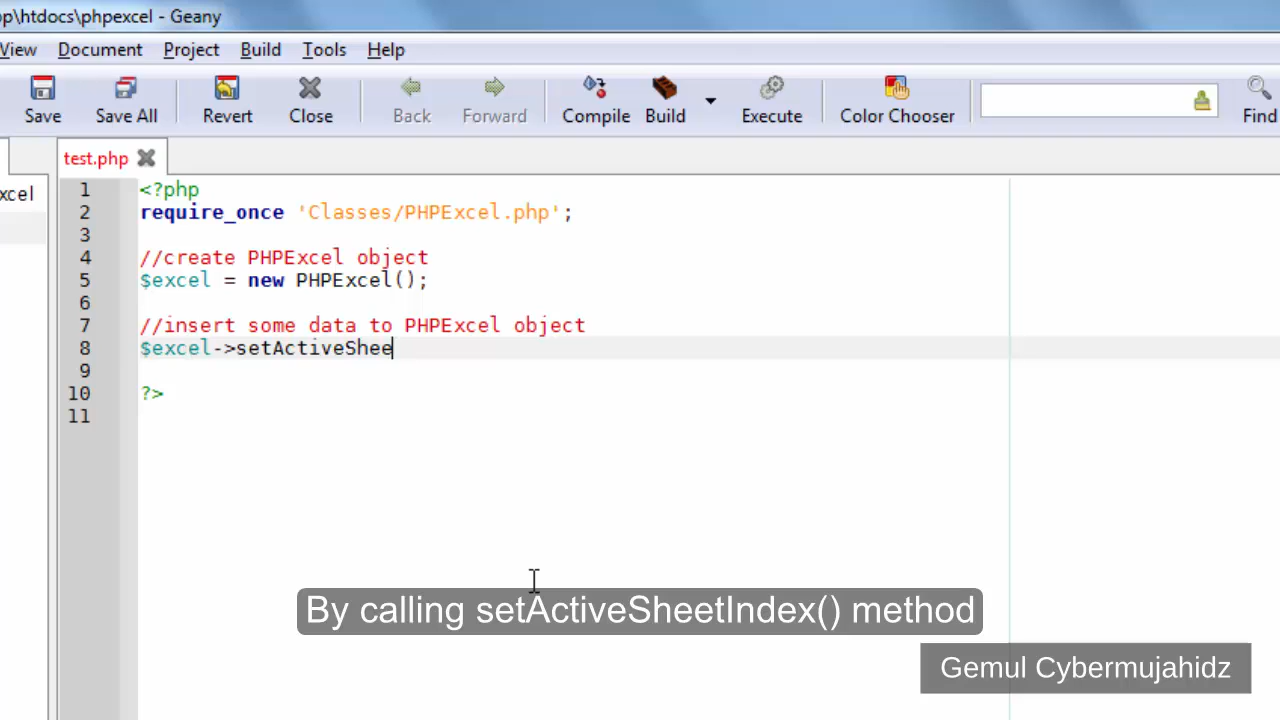 p\htdocs\phpexcel - Geany
View Document Project Build Tools Help
Save Save All Revert Close Back Forward Compile Build Execute Color Chooser Find
test.php
xcel
1 <?php
2 require_once 'Classes/PHPExcel.php';
3
4 //create PHPExcel object
5 $excel = new PHPExcel();
6
7 //insert some data to PHPExcel object
8 $excel->setActiveShee
9
10 ?>
11
By calling setActiveSheetIndex() method
Gemul Cybermujahidz